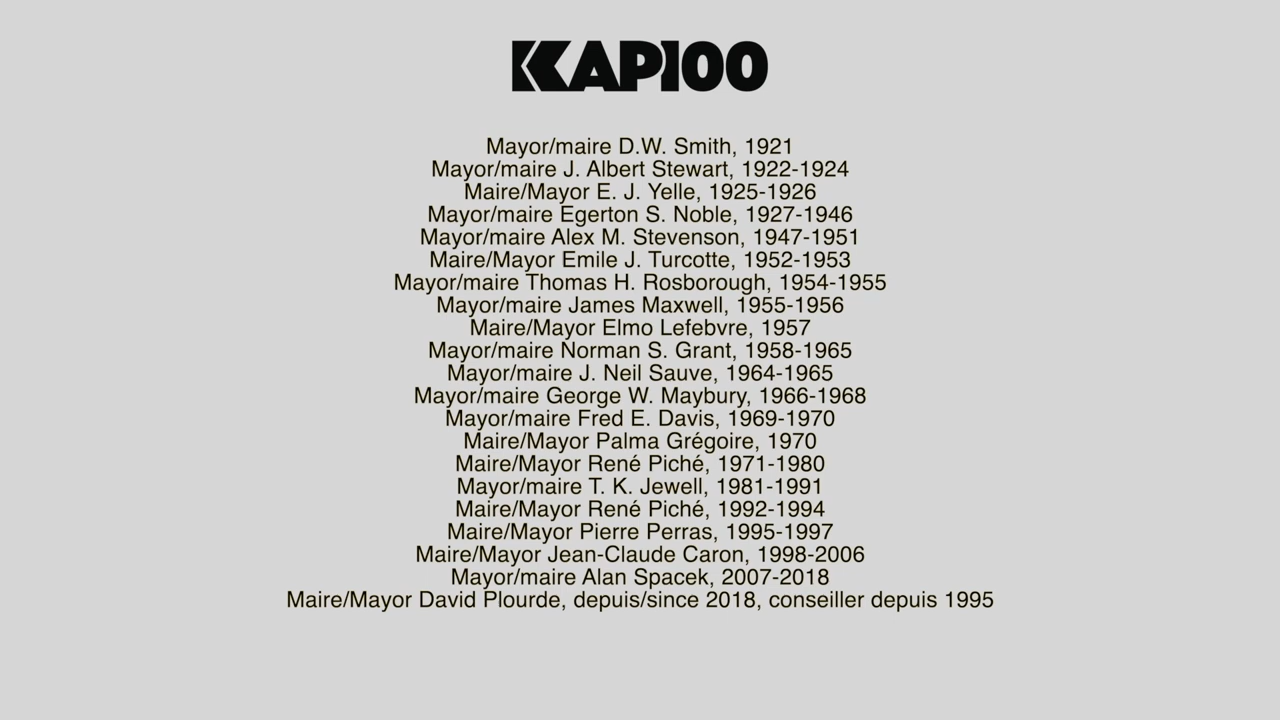 KAP100
Mayor/maire D.W. Smith, 1921
Mayor/maire J. Albert Stewart, 1922-1924
Maire/Mayor E. J. Yelle, 1925-1926
Mayor/maire Egerton S. Noble, 1927-1946
Mayor/maire Alex M. Stevenson, 1947-1951
Maire/Mayor Emile J. Turcotte, 1952-1953
Mayor/maire Thomas H. Rosborough, 1954-1955
Mayor/maire James Maxwell, 1955-1956
Maire/Mayor Elmo Lefebvre, 1957
Mayor/maire Norman S. Grant, 1958-1965
Mayor/maire J. Neil Sauve, 1964-1965
Mayor/maire George W. Maybury, 1966-1968
Mayor/maire Fred E. Davis, 1969-1970
Maire/Mayor Palma Grégoire, 1970
Maire/Mayor René Piché, 1971-1980
Mayor/maire T. K. Jewell, 1981-1991
Maire/Mayor René Piché, 1992-1994
Maire/Mayor Pierre Perras, 1995-1997
Maire/Mayor Jean-Claude Caron, 1998-2006
Mayor/maire Alan Spacek, 2007-2018
Maire/Mayor David Plourde, depuis/since 2018, conseiller depuis 1995